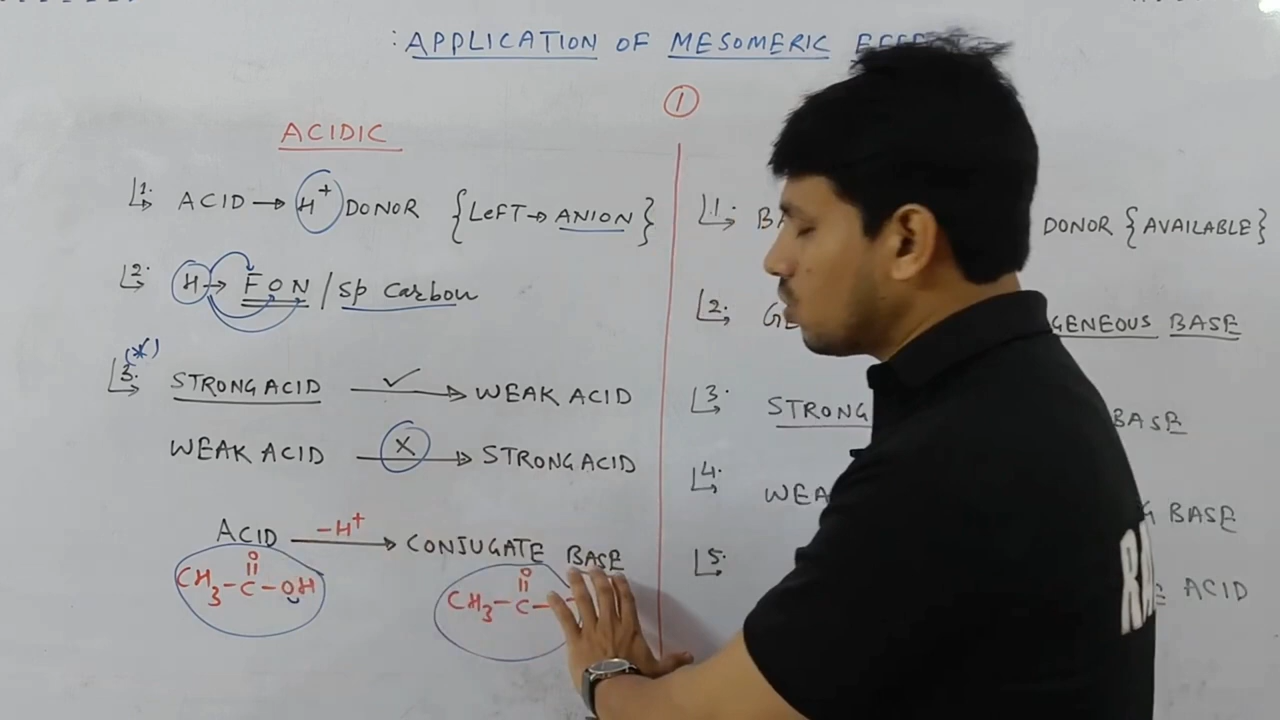 : APPLICATION OF MESOMERIC
1
ACIDIC
1. ACID → H+ DONOR {LEFT → ANION}
2. H → F O N / sp carbon
(*)
3. STRONG ACID ✓→ WEAK ACID
WEAK ACID X→ STRONG ACID
ACID -H+→ CONJUGATE BASE
O
CH3-C-OH
O
CH3-C-
1. DONOR {AVAILABLE}
2. GENEOUS BASE
3. STRONG BASE
4. BASE
5. ACID